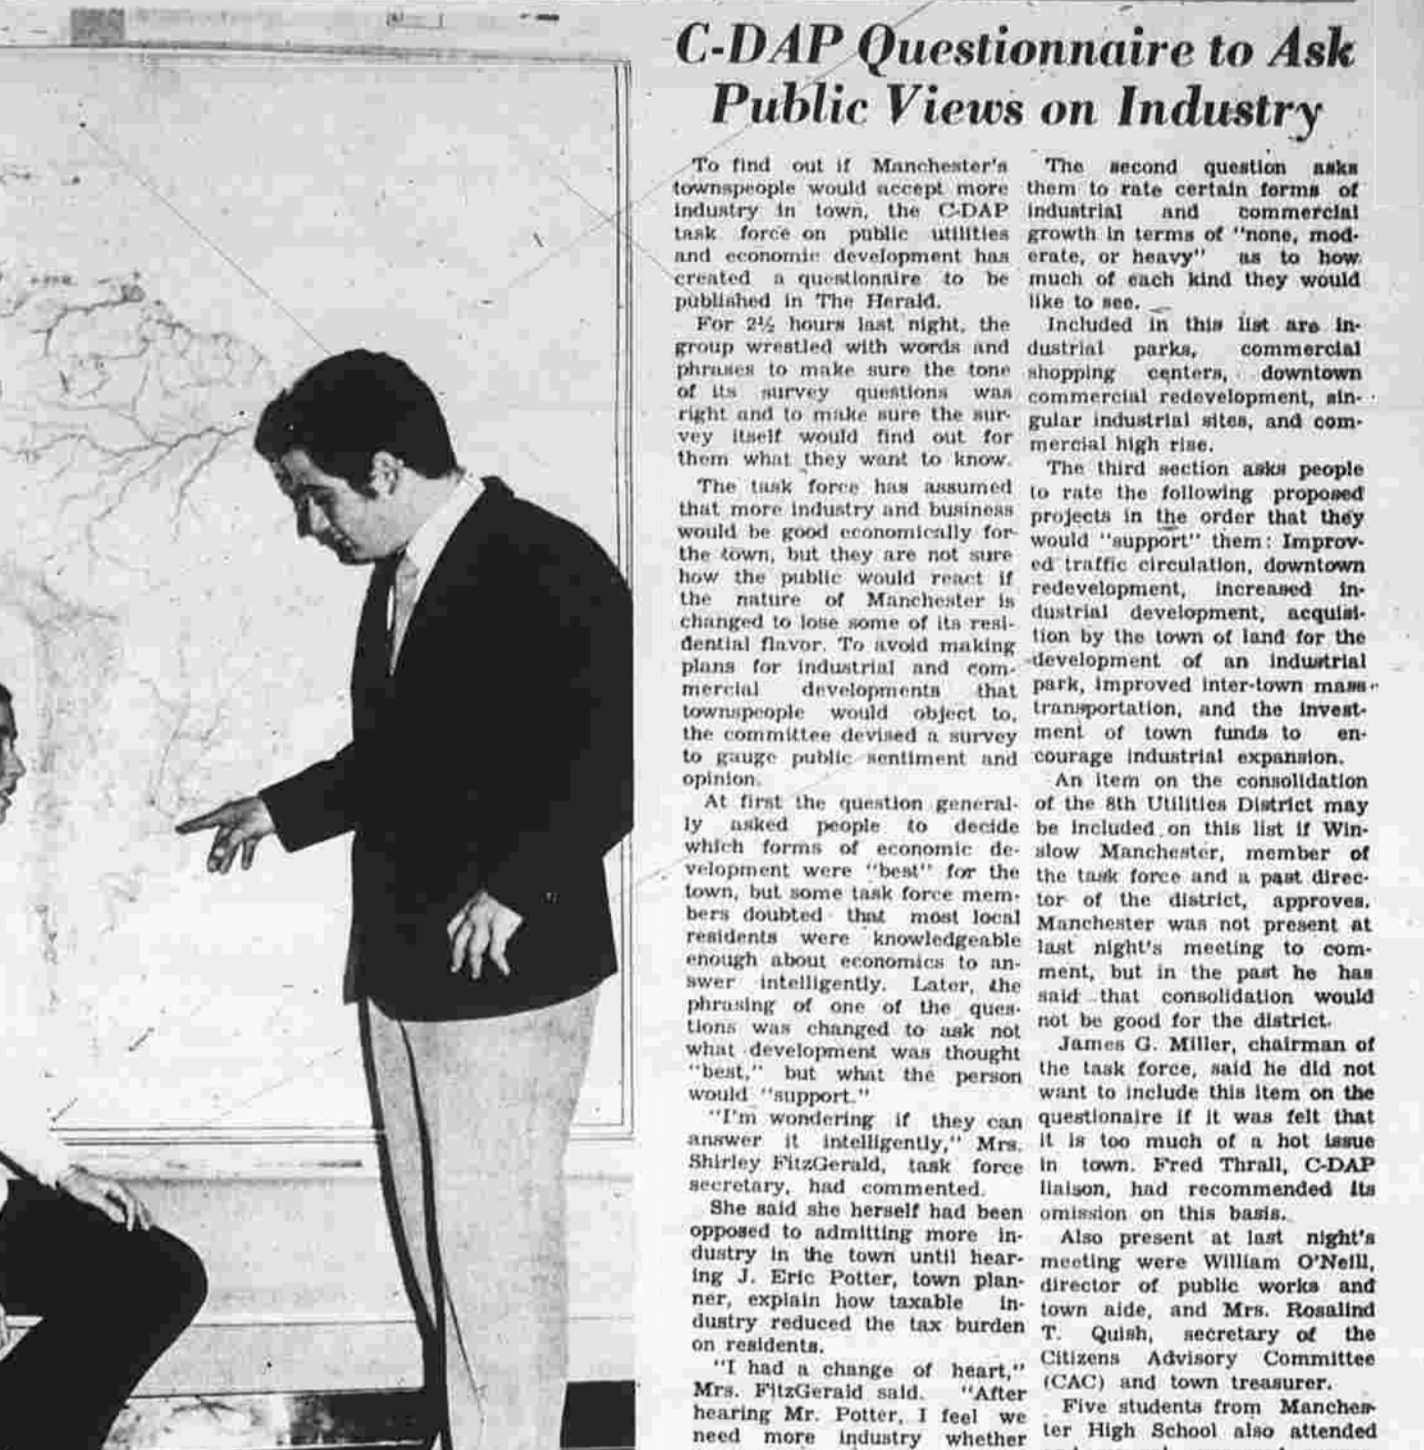 C-DAP Questionnaire to Ask
Public Views on Industry
To find out if Manchester's
townspeople would accept more
industry in town, the C-DAP
task force on public utilities
and economic development has
created a questionaire to be
published in The Herald.
For 2½ hours last night, the
group wrestled with words and
phrases to make sure the tone
of its survey questions was
right and to make sure the sur-
vey itself would find out for
them what they want to know.
The task force has assumed
that more industry and business
would be good economically for
the town, but they are not sure
how the public would react if
the nature of Manchester is
changed to lose some of its resi-
dential flavor. To avoid making
plans for industrial and com-
mercial developments that
townspeople would object to,
the committee devised a survey
to gauge public sentiment and
opinion.
At first the question general-
ly asked people to decide
which forms of economic de-
velopment were "best" for the
town, but some task force mem-
bers doubted that most local
residents were knowledgeable
enough about economics to an-
swer intelligently. Later, the
phrasing of one of the ques-
tions was changed to ask not
what development was thought
"best," but what the person
would "support."
"I'm wondering if they can
answer it intelligently," Mrs.
Shirley FitzGerald, task force
secretary, had commented.
She said she herself had been
opposed to admitting more in-
dustry in the town until hear-
ing J. Eric Potter, town plan-
ner, explain how taxable in-
dustry reduced the tax burden
on residents.
"I had a change of heart,"
Mrs. FitzGerald said. "After
hearing Mr. Potter, I feel we
need more industry whether
The second question asks
them to rate certain forms of
industrial and commercial
growth in terms of "none, mod-
erate, or heavy" as to how
much of each kind they would
like to see.
Included in this list are in-
dustrial parks, commercial
shopping centers, downtown
commercial redevelopment, sin-
gular industrial sites, and com-
mercial high rise.
The third section asks people
to rate the following proposed
projects in the order that they
would "support" them: Improv-
ed traffic circulation, downtown
redevelopment, increased in-
dustrial development, acquisi-
tion by the town of land for the
development of an industrial
park, improved inter-town mass
transportation, and the invest-
ment of town funds to en-
courage industrial expansion.
An item on the consolidation
of the 8th Utilities District may
be included on this list if Win-
slow Manchester, member of
the task force and a past direc-
tor of the district, approves.
Manchester was not present at
last night's meeting to com-
ment, but in the past he has
said that consolidation would
not be good for the district.
James G. Miller, chairman of
the task force, said he did not
want to include this item on the
questionaire if it was felt that
it is too much of a hot issue
in town. Fred Thrall, C-DAP
liaison, had recommended its
omission on this basis.
Also present at last night's
meeting were William O'Neill,
director of public works and
town aide, and Mrs. Rosalind
T. Quish, secretary of the
Citizens Advisory Committee
(CAC) and town treasurer.
Five students from Manches-
ter High School also attended